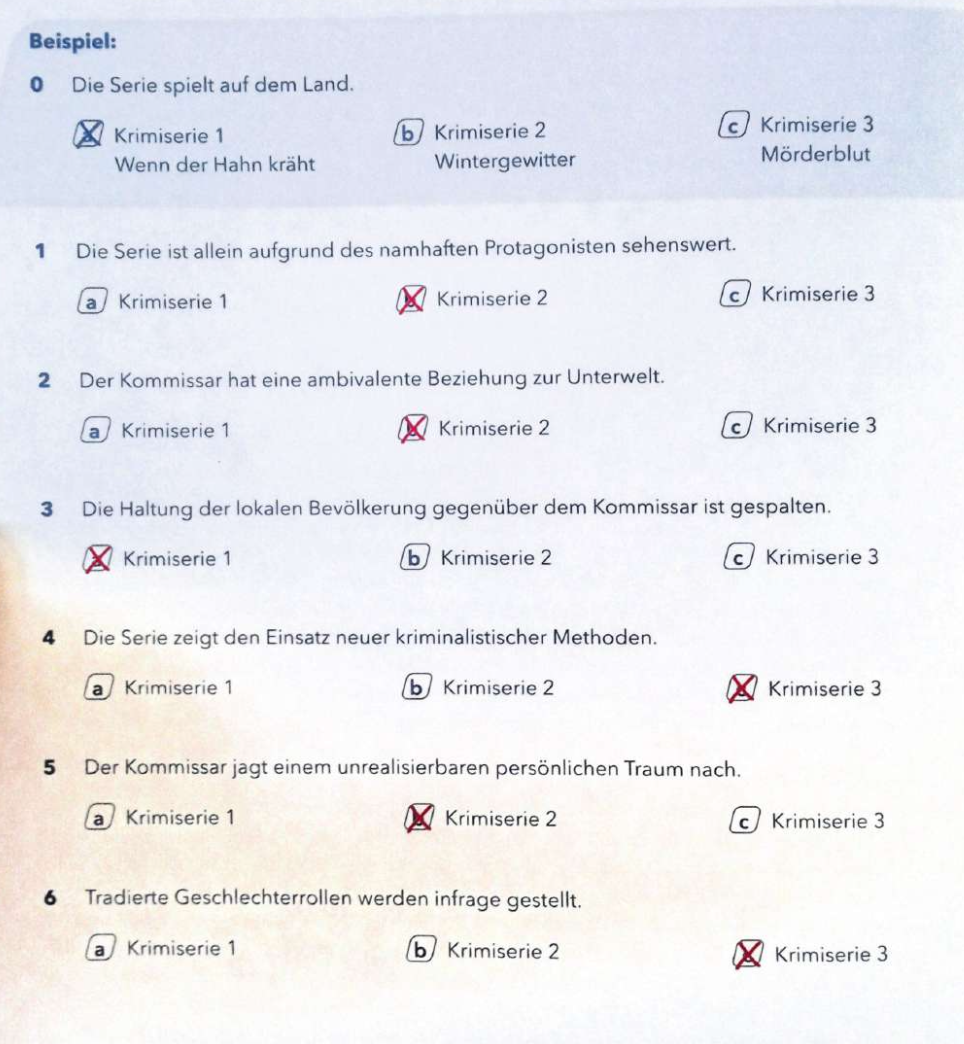 Beispiel:
0 Die Serie spielt auf dem Land.
Krimiserie 1 b Krimiserie 2 c Krimiserie 3
Wenn der Hahn kräht Wintergewitter Mörderblut
1 Die Serie ist allein aufgrund des namhaften Protagonisten sehenswert.
a Krimiserie 1 Krimiserie 2 c Krimiserie 3
2 Der Kommissar hat eine ambivalente Beziehung zur Unterwelt.
a Krimiserie 1 Krimiserie 2 c Krimiserie 3
3 Die Haltung der lokalen Bevölkerung gegenüber dem Kommissar ist gespalten.
Krimiserie 1 b Krimiserie 2 c Krimiserie 3
4 Die Serie zeigt den Einsatz neuer kriminalistischer Methoden.
a Krimiserie 1 b Krimiserie 2 Krimiserie 3
5 Der Kommissar jagt einem unrealisierbaren persönlichen Traum nach.
a Krimiserie 1 Krimiserie 2 c Krimiserie 3
6 Tradierte Geschlechterrollen werden infrage gestellt.
a Krimiserie 1 b Krimiserie 2 Krimiserie 3